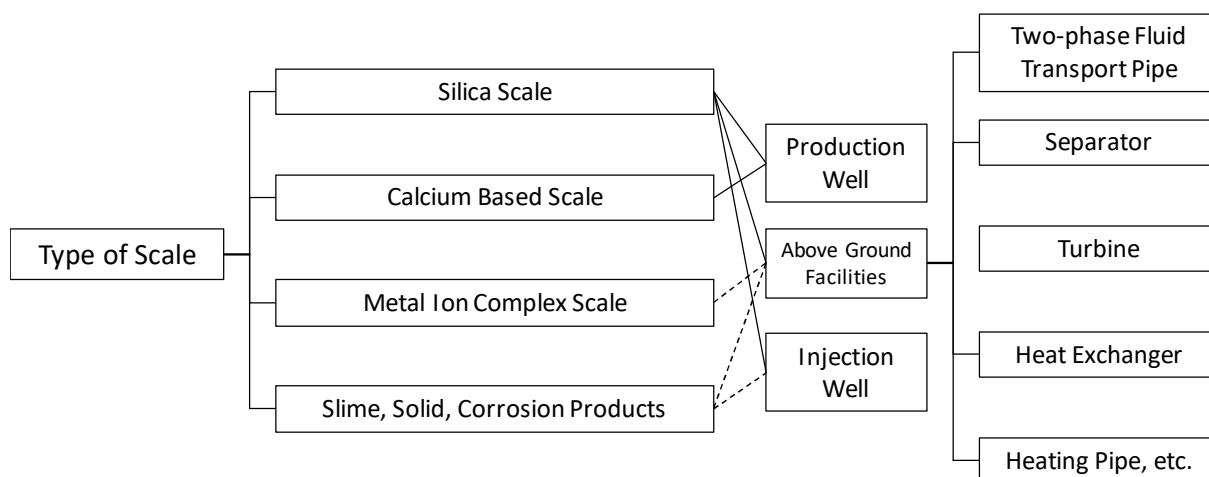 Type of Scale
Silica Scale
Calcium Based Scale
Metal Ion Complex Scale
Slime, Solid, Corrosion Products
Production
Well
Above Ground
Facilities
Injection
Well
Two-phase Fluid
Transport Pipe
Separator
Turbine
Heat Exchanger
Heating Pipe, etc.